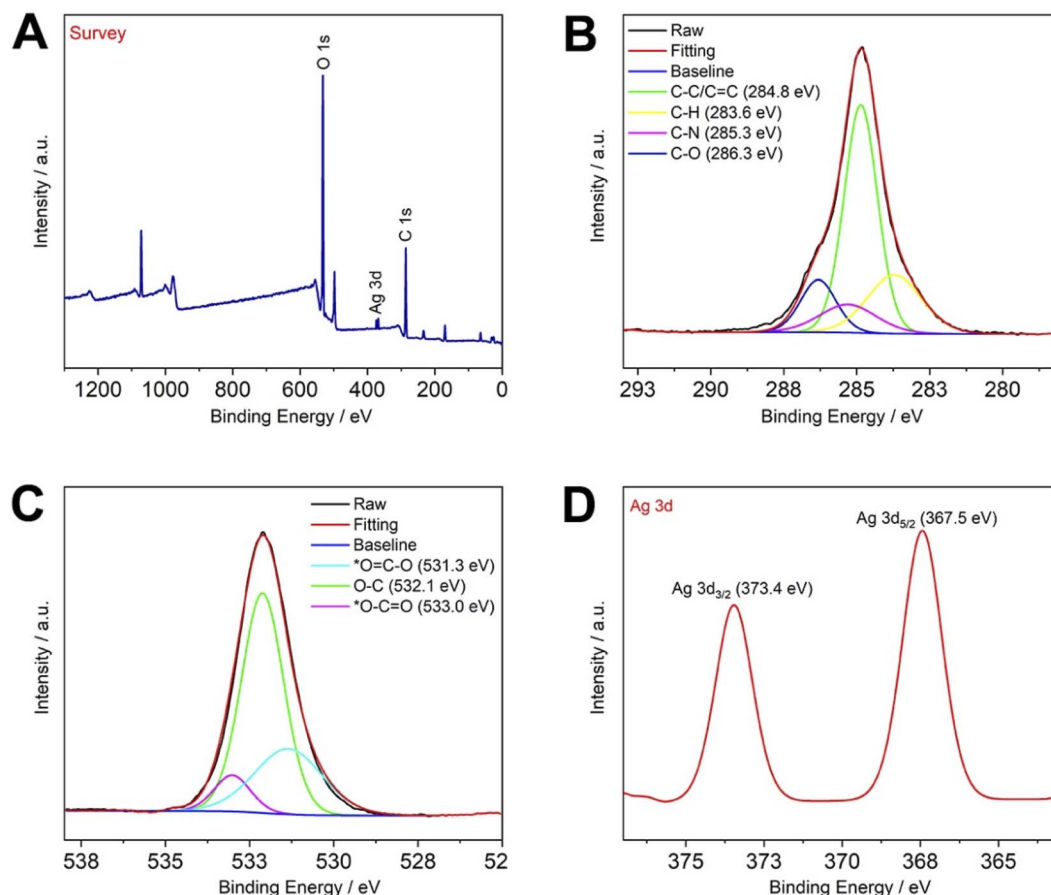 A
Survey
O 1s
Ag 3d
C 1s
Intensity / a.u.
1200 1000 800 600 400 200 0
Binding Energy / eV
B
Raw
Fitting
Baseline
C-C/C=C (284.8 eV)
C-H (283.6 eV)
C-N (285.3 eV)
C-O (286.3 eV)
Intensity / a.u.
293 290 288 285 283 280
Binding Energy / eV
C
Raw
Fitting
Baseline
*O=C-O (531.3 eV)
O-C (532.1 eV)
*O-C=O (533.0 eV)
Intensity / a.u.
538 535 533 530 52
Binding Energy / eV
D
Ag 3d
Ag 3d5/2 (367.5 eV)
Ag 3d3/2 (373.4 eV)
Intensity / a.u.
375 373 370 368 365
Binding Energy / eV